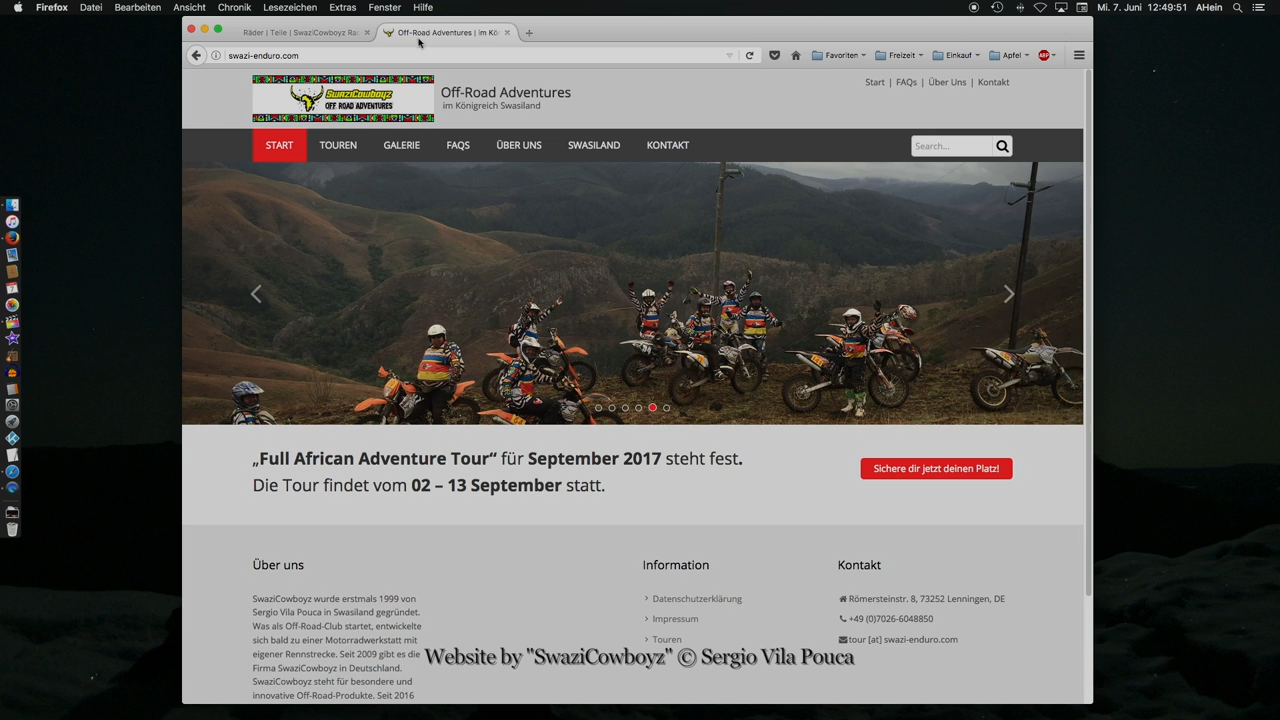 Firefox Datei Bearbeiten Ansicht Chronik Lesezeichen Extras Fenster Hilfe Mi. 7. Juni 12:49:51 AHein
Räder | Teile | SwaziCowboyz Ra
Off-Road Adventures | im Kö
swazi-enduro.com
Favoriten Freizeit Einkauf Apfel ABP
SwaziCowboyz
OFF ROAD ADVENTURES
Off-Road Adventures
im Königreich Swasiland
Start | FAQs | Über Uns | Kontakt
START TOUREN GALERIE FAQS ÜBER UNS SWASILAND KONTAKT
Search...
„Full African Adventure Tour“ für September 2017 steht fest.
Die Tour findet vom 02 – 13 September statt.
Sichere dir jetzt deinen Platz!
Über uns
SwaziCowboyz wurde erstmals 1999 von
Sergio Vila Pouca in Swasiland gegründet.
Was als Off-Road-Club startet, entwickelte
sich bald zu einer Motorradwerkstatt mit
eigener Rennstrecke. Seit 2009 gibt es die
Firma SwaziCowboyz in Deutschland.
SwaziCowboyz steht für besondere und
innovative Off-Road-Produkte. Seit 2016
Information
Datenschutzerklärung
Impressum
Touren
Kontakt
Römersteinstr. 8, 73252 Lenningen, DE
+49 (0)7026-6048850
tour [at] swazi-enduro.com
Website by "SwaziCowboyz" © Sergio Vila Pouca